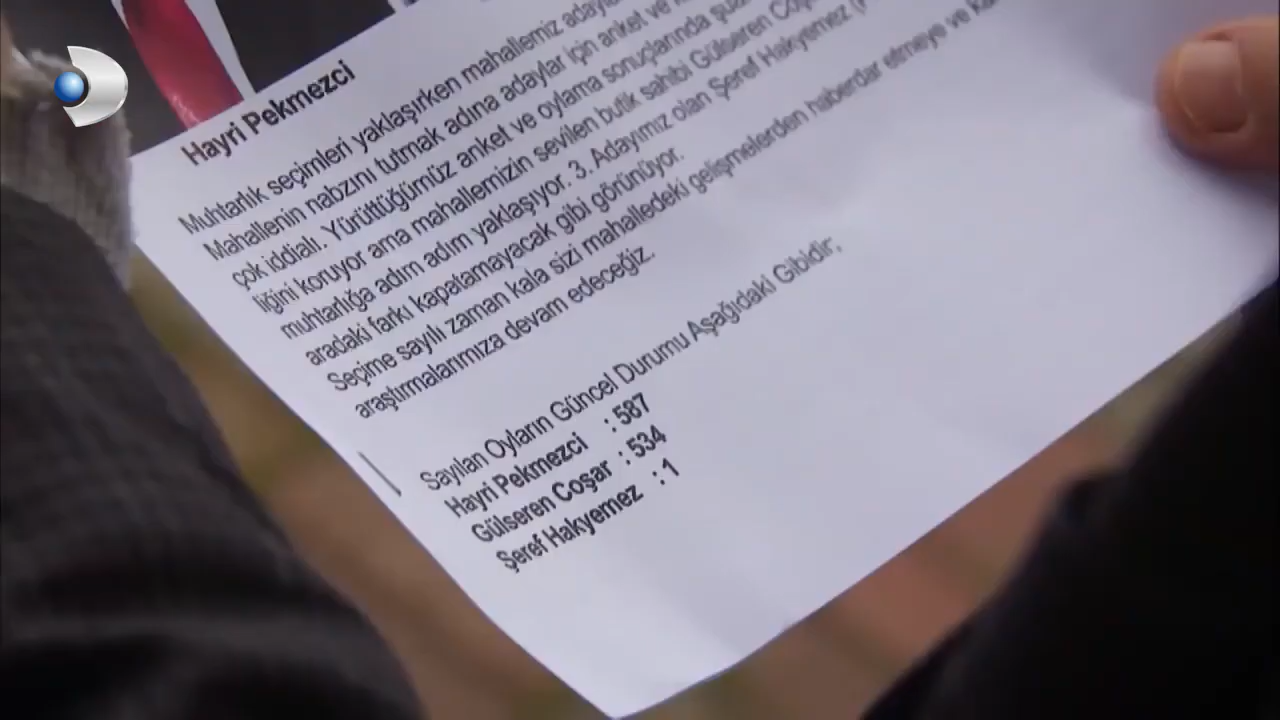 Hayri Pekmezci
Muhtarlık seçimleri yaklaşırken mahallemiz
Mahallenin nabzını tutmak adına adaylar için anket ve
çok iddialı. Yürüttüğümüz anket ve oylama sonuçlarında
liğini koruyor ama mahallemizin sevilen butik sahibi Gülseren
muhtarlığa adım adım yaklaşıyor. 3. Adayımız olan Şeref Hakyemez
aradaki farkı kapatamayacak gibi görünüyor.
Seçime sayılı zaman kala sizi mahalledeki gelişmelerden haberdar etmeye ve
araştırmalarımıza devam edeceğiz.
Sayılan Oyların Güncel Durumu Aşağıdaki Gibidir;
Hayri Pekmezci : 587
Gülseren Coşar : 534
Şeref Hakyemez : 1